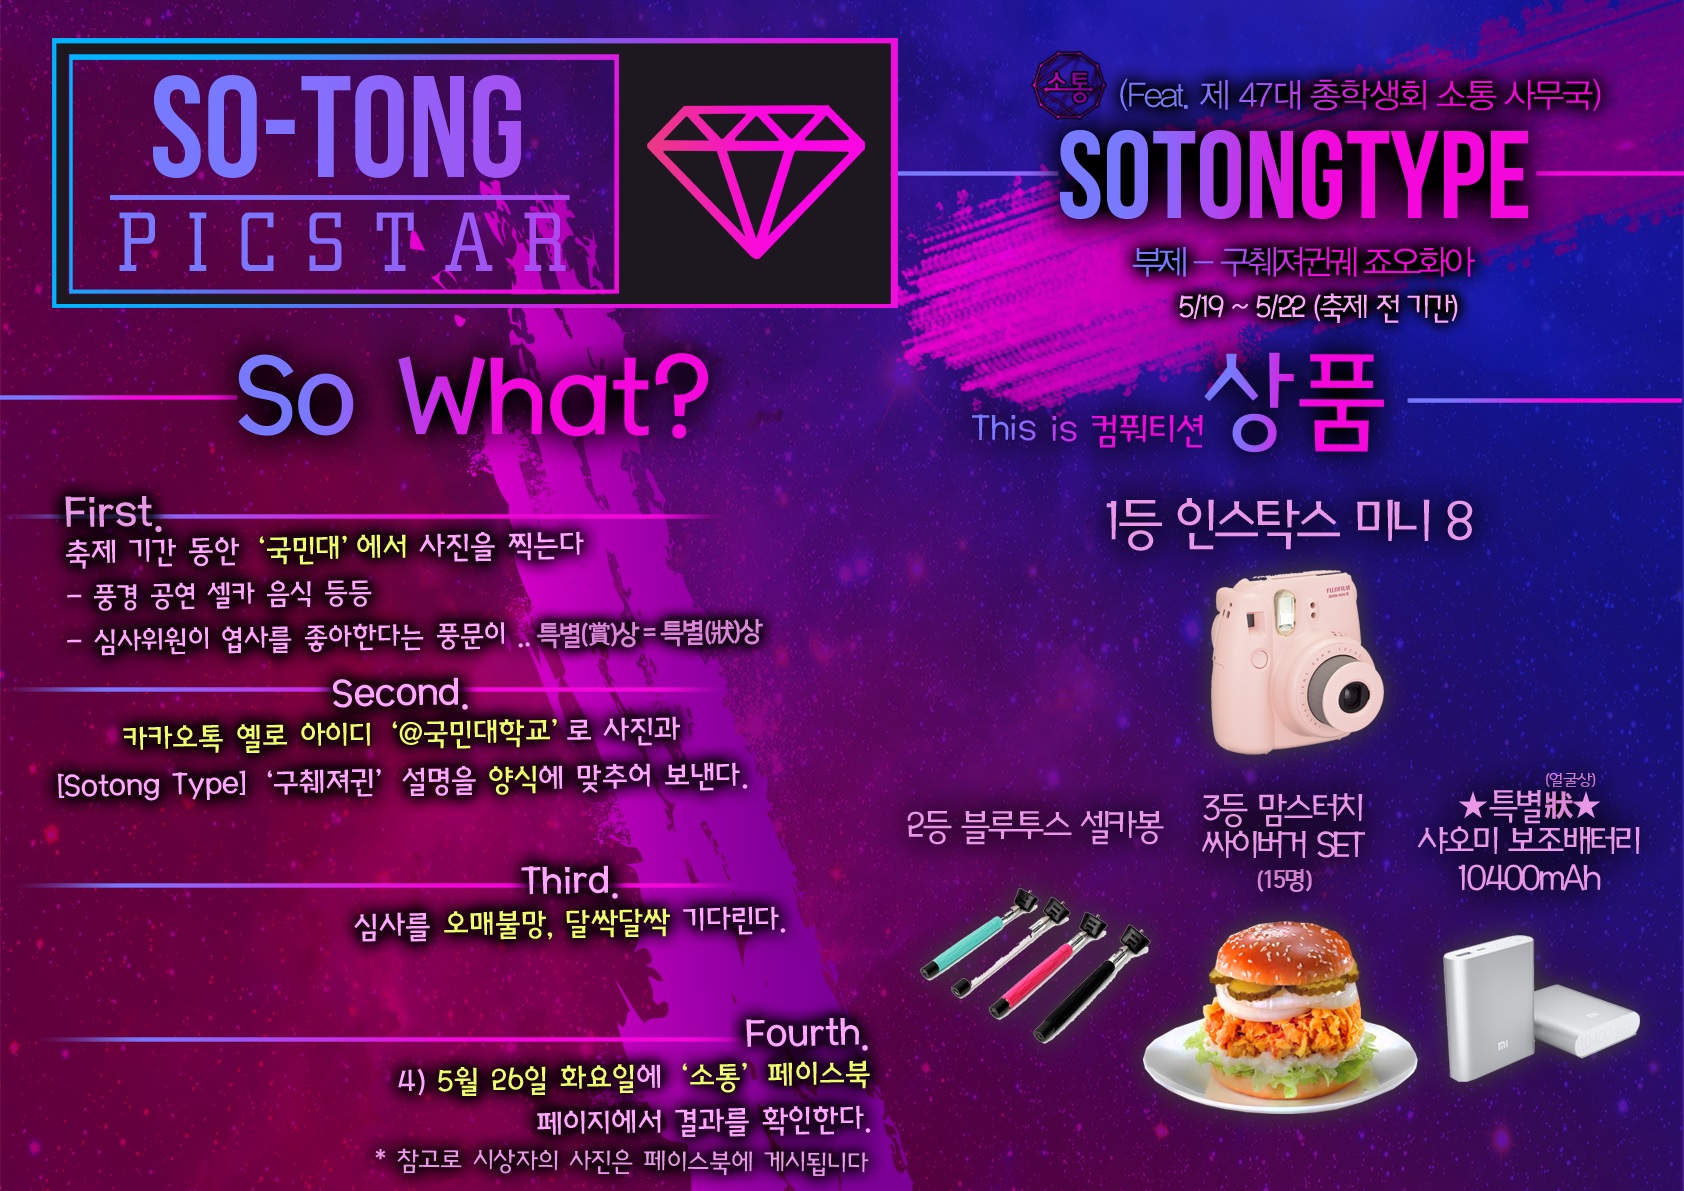 SO-TONG
PICSTAR
소통 (Feat. 제 47대 총학생회 소통 사무국)
SOTONGTYPE
부제 - 구췌져귄궤 죠오화아
5/19 ~ 5/22 (축제 전 기간)
So What?
First.
축제 기간 동안 '국민대' 에서 사진을 찍는다
- 풍경 공연 셀카 음식 등등
- 심사위원이 엽사를 좋아한다는 풍문이 .. 특별(賞)상 = 특별(狀)상
Second.
카카오톡 옐로 아이디 '@국민대학교' 로 사진과
[Sotong Type] '구췌져귄' 설명을 양식에 맞추어 보낸다.
Third.
심사를 오매불망, 달싹달싹 기다린다.
Fourth.
4) 5월 26일 화요일에 '소통' 페이스북
페이지에서 결과를 확인한다.
* 참고로 시상자의 사진은 페이스북에 게시됩니다
This is 컴풔티션 상품
1등 인스탁스 미니 8
FUJIFILM
2등 블루투스 셀카봉
3등 맘스터치
싸이버거 SET
(15명)
(얼굴상)
★특별狀★
샤오미 보조배터리
10400mAh
mi